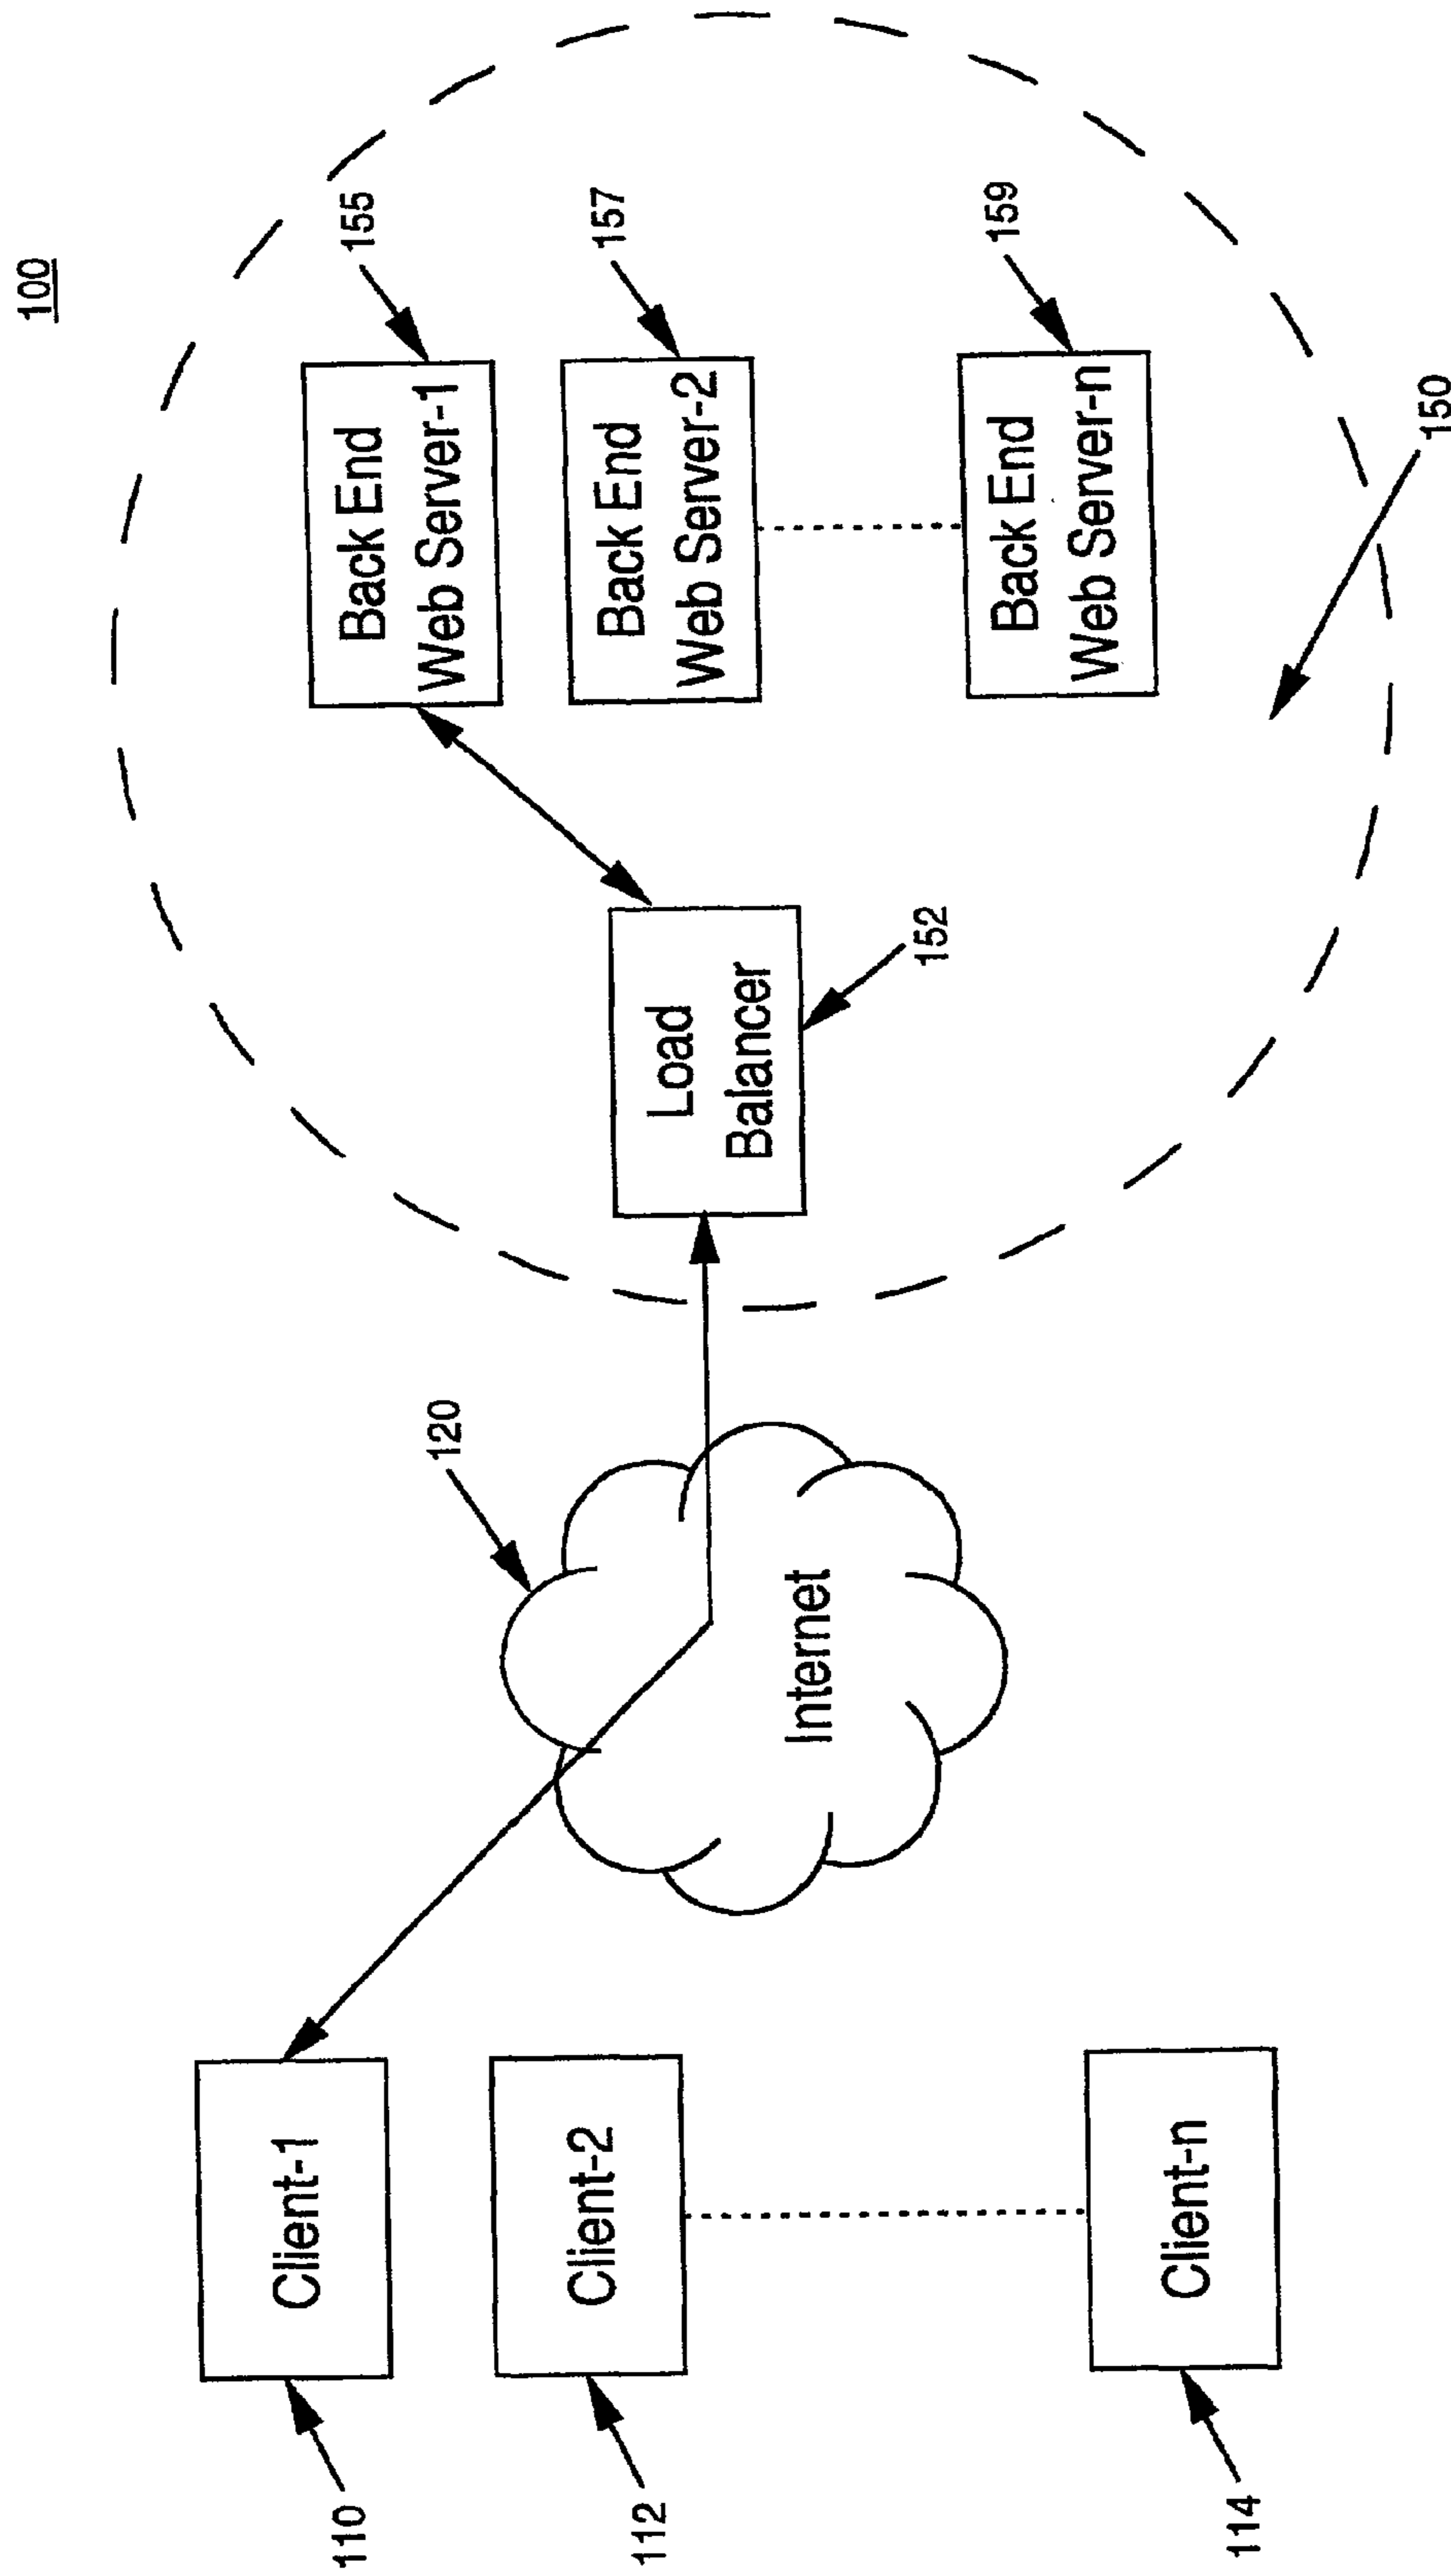 100
110
Client-1
112
Client-2
114
Client-n
120
Internet
Load
Balancer
152
Back End
Web Server-1
155
Back End
Web Server-2
157
Back End
Web Server-n
159
150